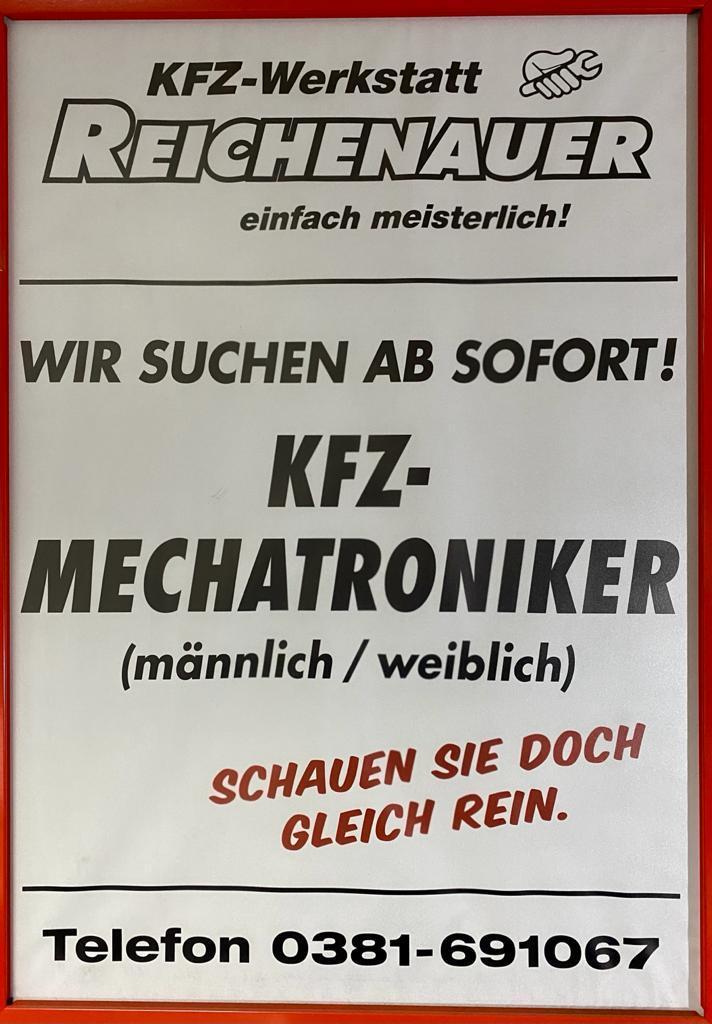 KFZ-Werkstatt
REICHENAUER
einfach meisterlich!
WIR SUCHEN AB SOFORT!
KFZ-
MECHATRONIKER
(männlich / weiblich)
SCHAUEN SIE DOCH
GLEICH REIN.
Telefon 0381-691067